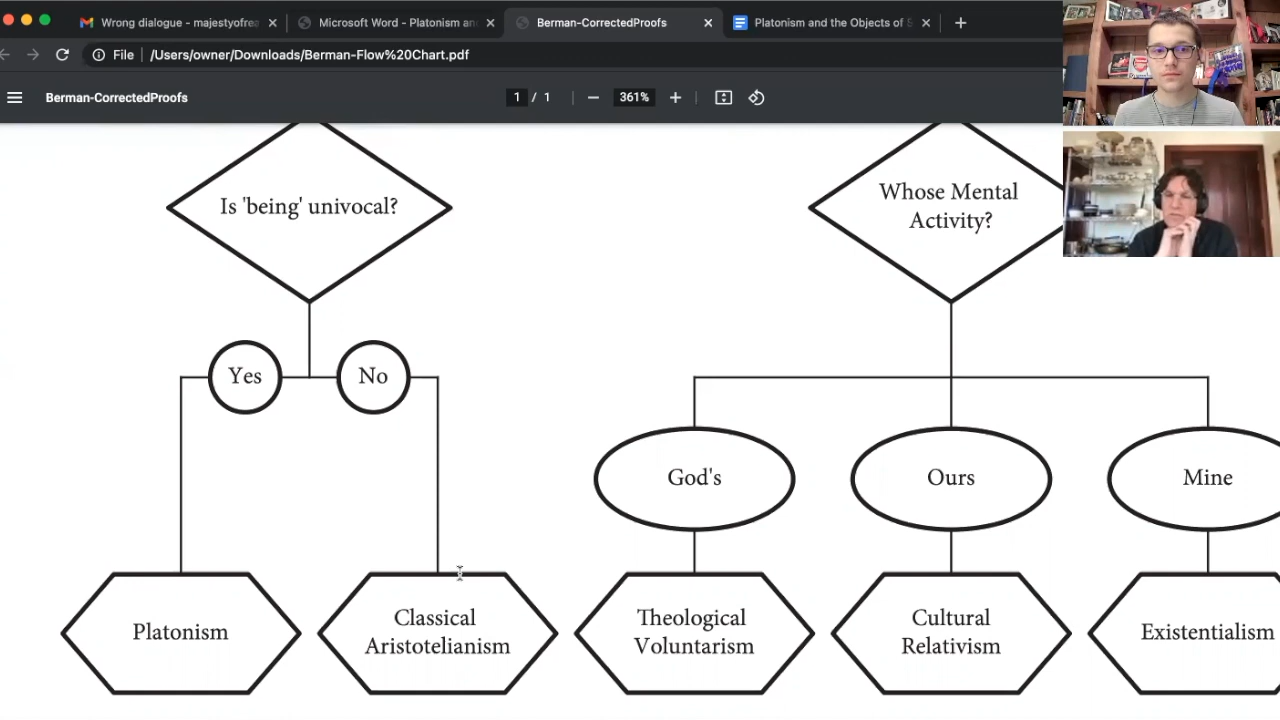 Wrong dialogue - majestyofrea
Microsoft Word - Platonism an
Berman-CorrectedProofs
Platonism and the Objects of S
File
/Users/owner/Downloads/Berman-Flow%20Chart.pdf
Berman-CorrectedProofs
1 / 1
361%
Is 'being' univocal?
Whose Mental
Activity?
Yes
No
God's
Ours
Mine
Platonism
Classical
Aristotelianism
Theological
Voluntarism
Cultural
Relativism
Existentialism